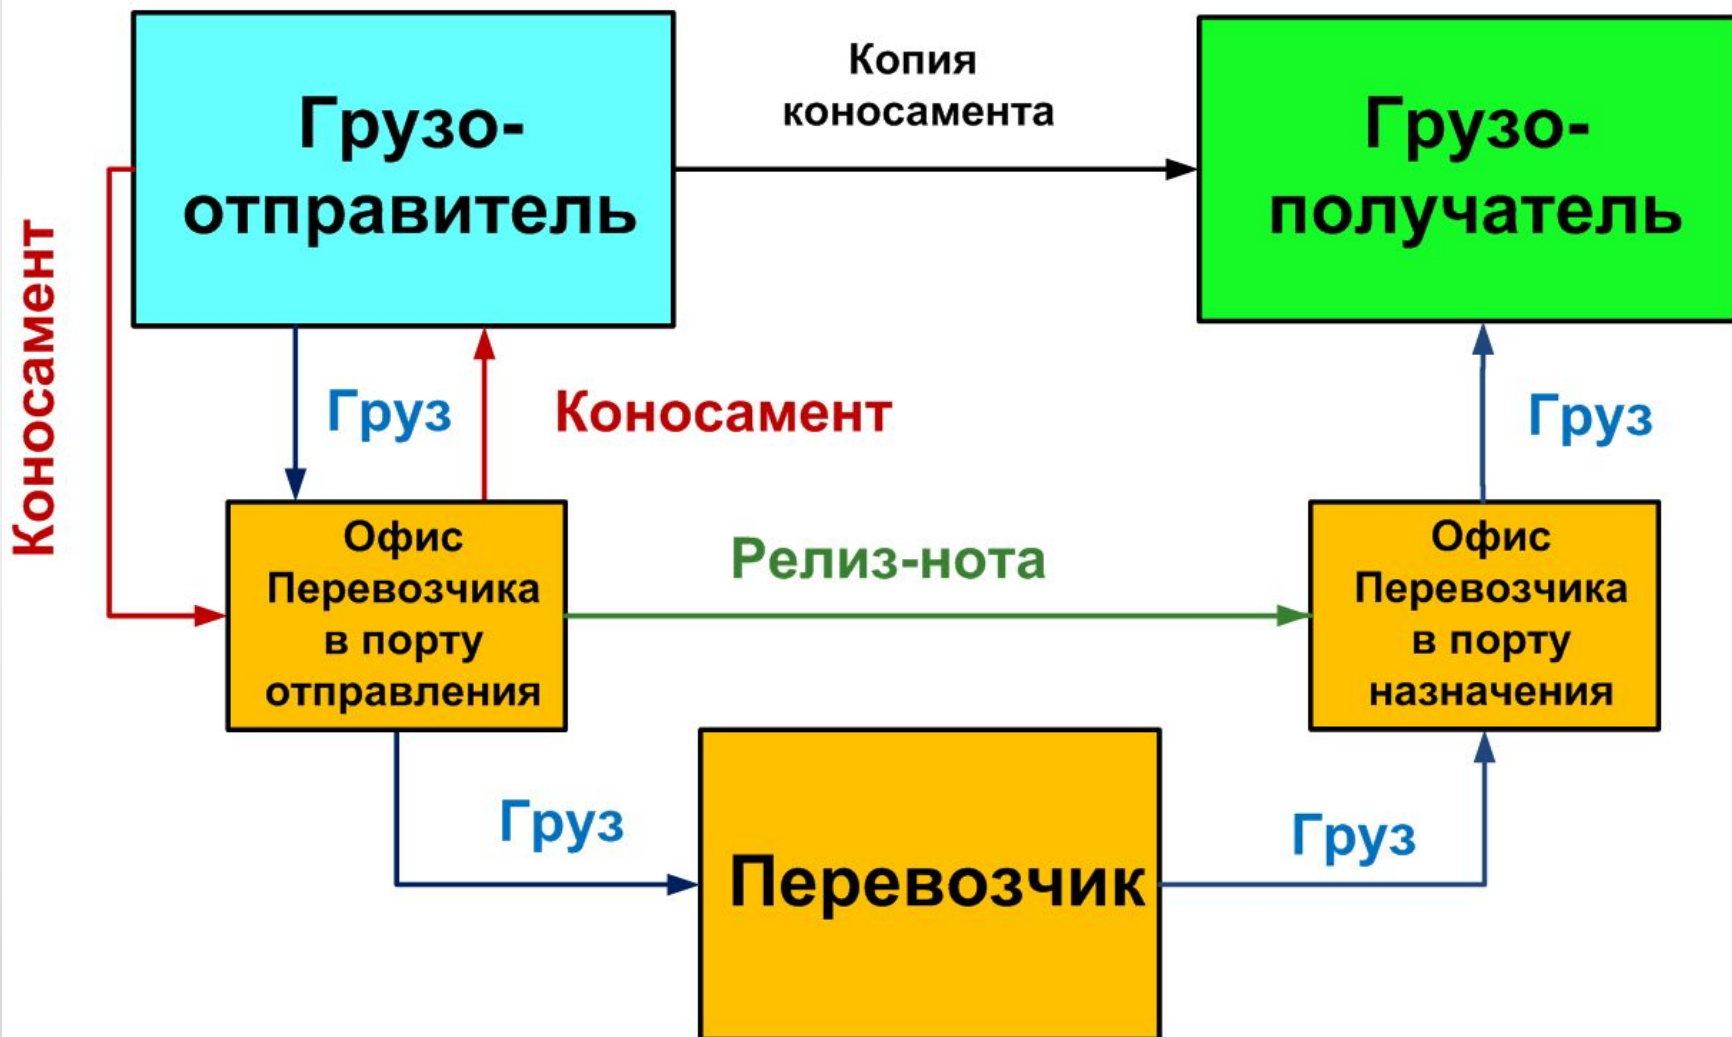 Грузо-
отправитель
Копия
коносамента
Грузо-
получатель
Коносамент
Груз
Коносамент
Груз
Офис
Перевозчика
в порту
отправления
Релиз-нота
Офис
Перевозчика
в порту
назначения
Груз
Перевозчик
Груз